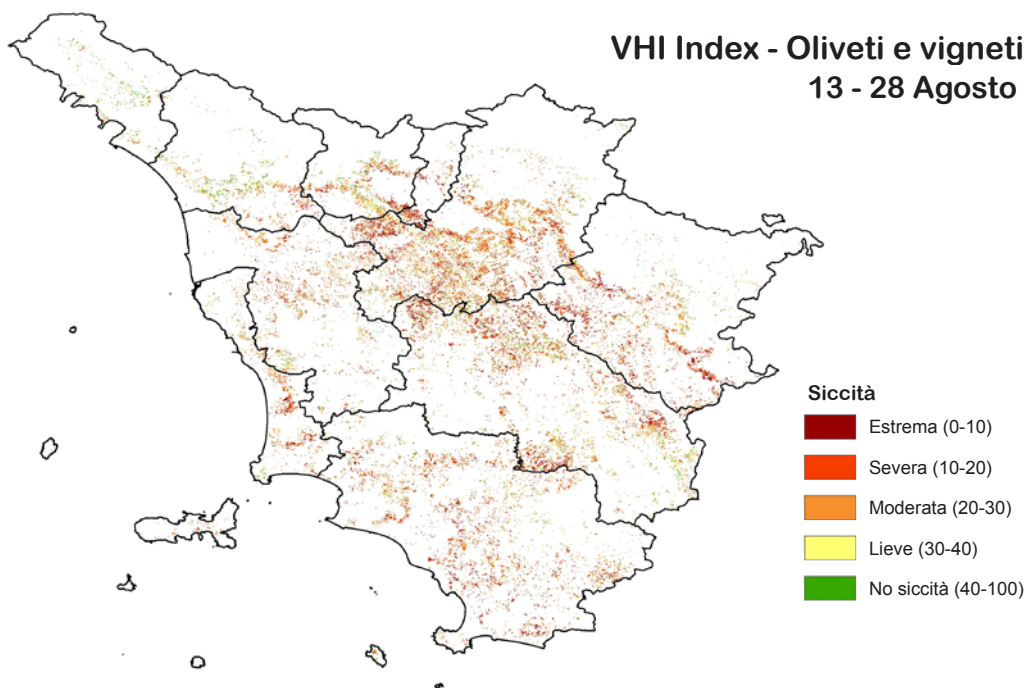 VHI Index - Oliveti e vigneti
13 - 28 Agosto
Siccità
Estrema (0-10)
Severa (10-20)
Moderata (20-30)
Lieve (30-40)
No siccità (40-100)